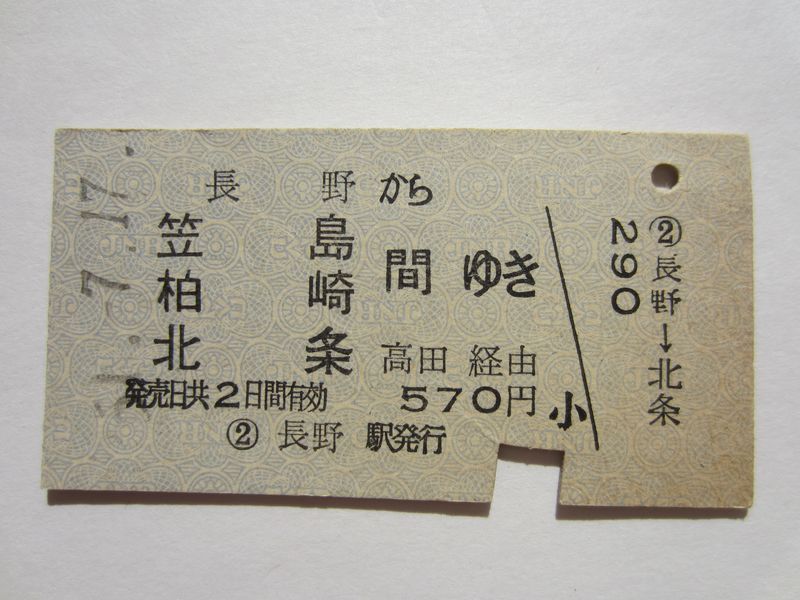 長野から
笠島
柏崎 間ゆき
北条
高田 経由
発売日共2日間有効 570円
② 長野 駅発行
小
②長野→北条
290
7.17.